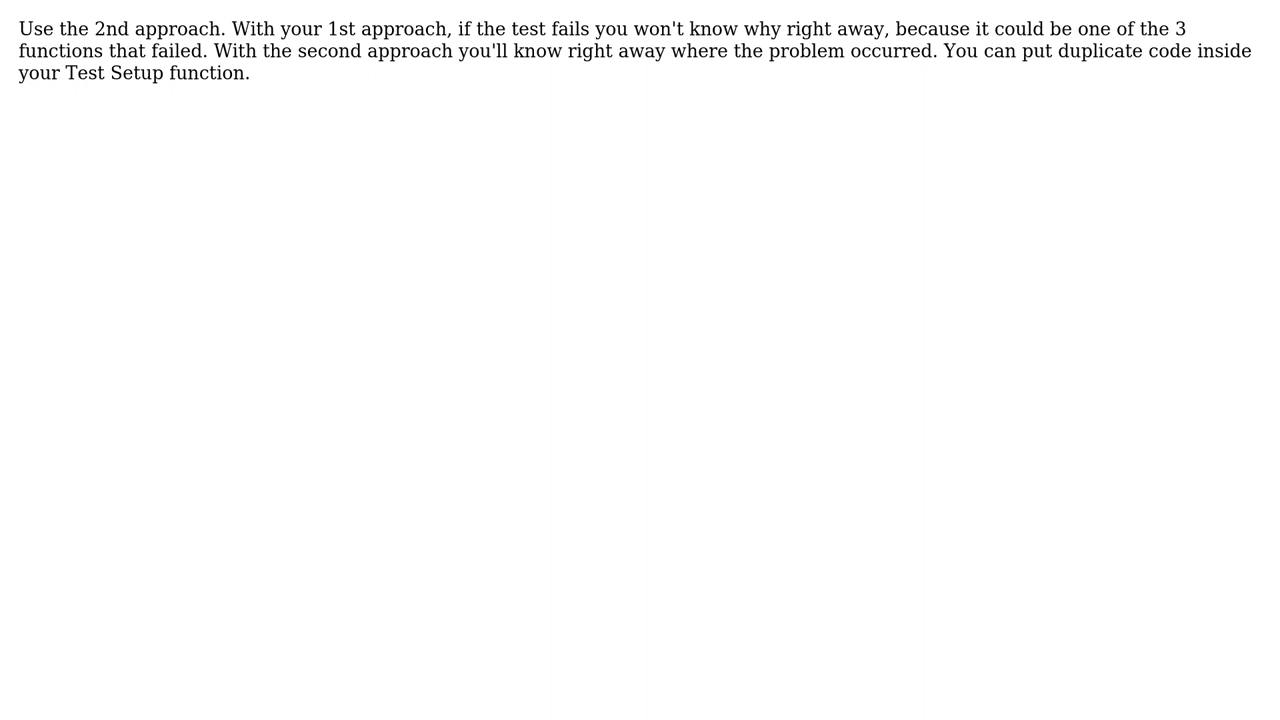 Use the 2nd approach. With your 1st approach, if the test fails you won't know why right away, because it could be one of the 3
functions that failed. With the second approach you'll know right away where the problem occurred. You can put duplicate code inside
your Test Setup function.